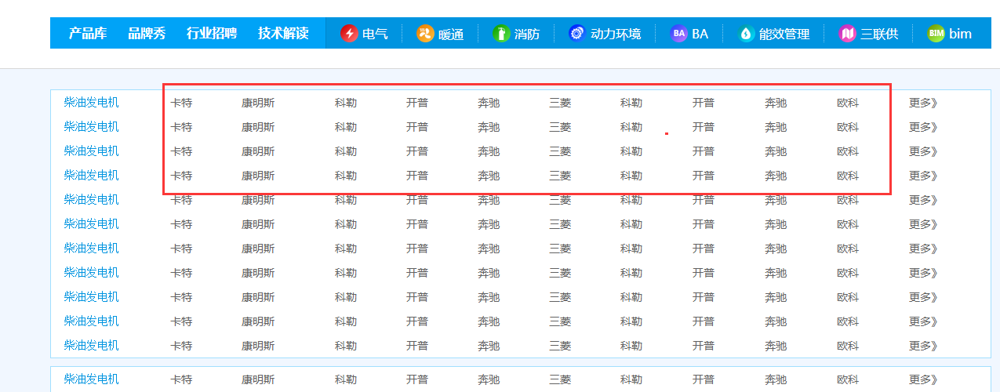 产品库 品牌秀 行业招聘 技术解读 电气 暖通 消防 动力环境 BA BA 能效管理 三联供 BIM bim
柴油发电机 卡特 康明斯 科勒 开普 奔驰 三菱 科勒 开普 奔驰 欧科 更多》
柴油发电机 卡特 康明斯 科勒 开普 奔驰 三菱 科勒 开普 奔驰 欧科 更多》
柴油发电机 卡特 康明斯 科勒 开普 奔驰 三菱 科勒 开普 奔驰 欧科 更多》
柴油发电机 卡特 康明斯 科勒 开普 奔驰 三菱 科勒 开普 奔驰 欧科 更多》
柴油发电机 卡特 康明斯 科勒 开普 奔驰 三菱 科勒 开普 奔驰 欧科 更多》
柴油发电机 卡特 康明斯 科勒 开普 奔驰 三菱 科勒 开普 奔驰 欧科 更多》
柴油发电机 卡特 康明斯 科勒 开普 奔驰 三菱 科勒 开普 奔驰 欧科 更多》
柴油发电机 卡特 康明斯 科勒 开普 奔驰 三菱 科勒 开普 奔驰 欧科 更多》
柴油发电机 卡特 康明斯 科勒 开普 奔驰 三菱 科勒 开普 奔驰 欧科 更多》
柴油发电机 卡特 康明斯 科勒 开普 奔驰 三菱 科勒 开普 奔驰 欧科 更多》
柴油发电机 卡特 康明斯 科勒 开普 奔驰 三菱 科勒 开普 奔驰 欧科 更多》
柴油发电机 卡特 康明斯 科勒 开普 奔驰 三菱 科勒 开普 奔驰 欧科 更多》